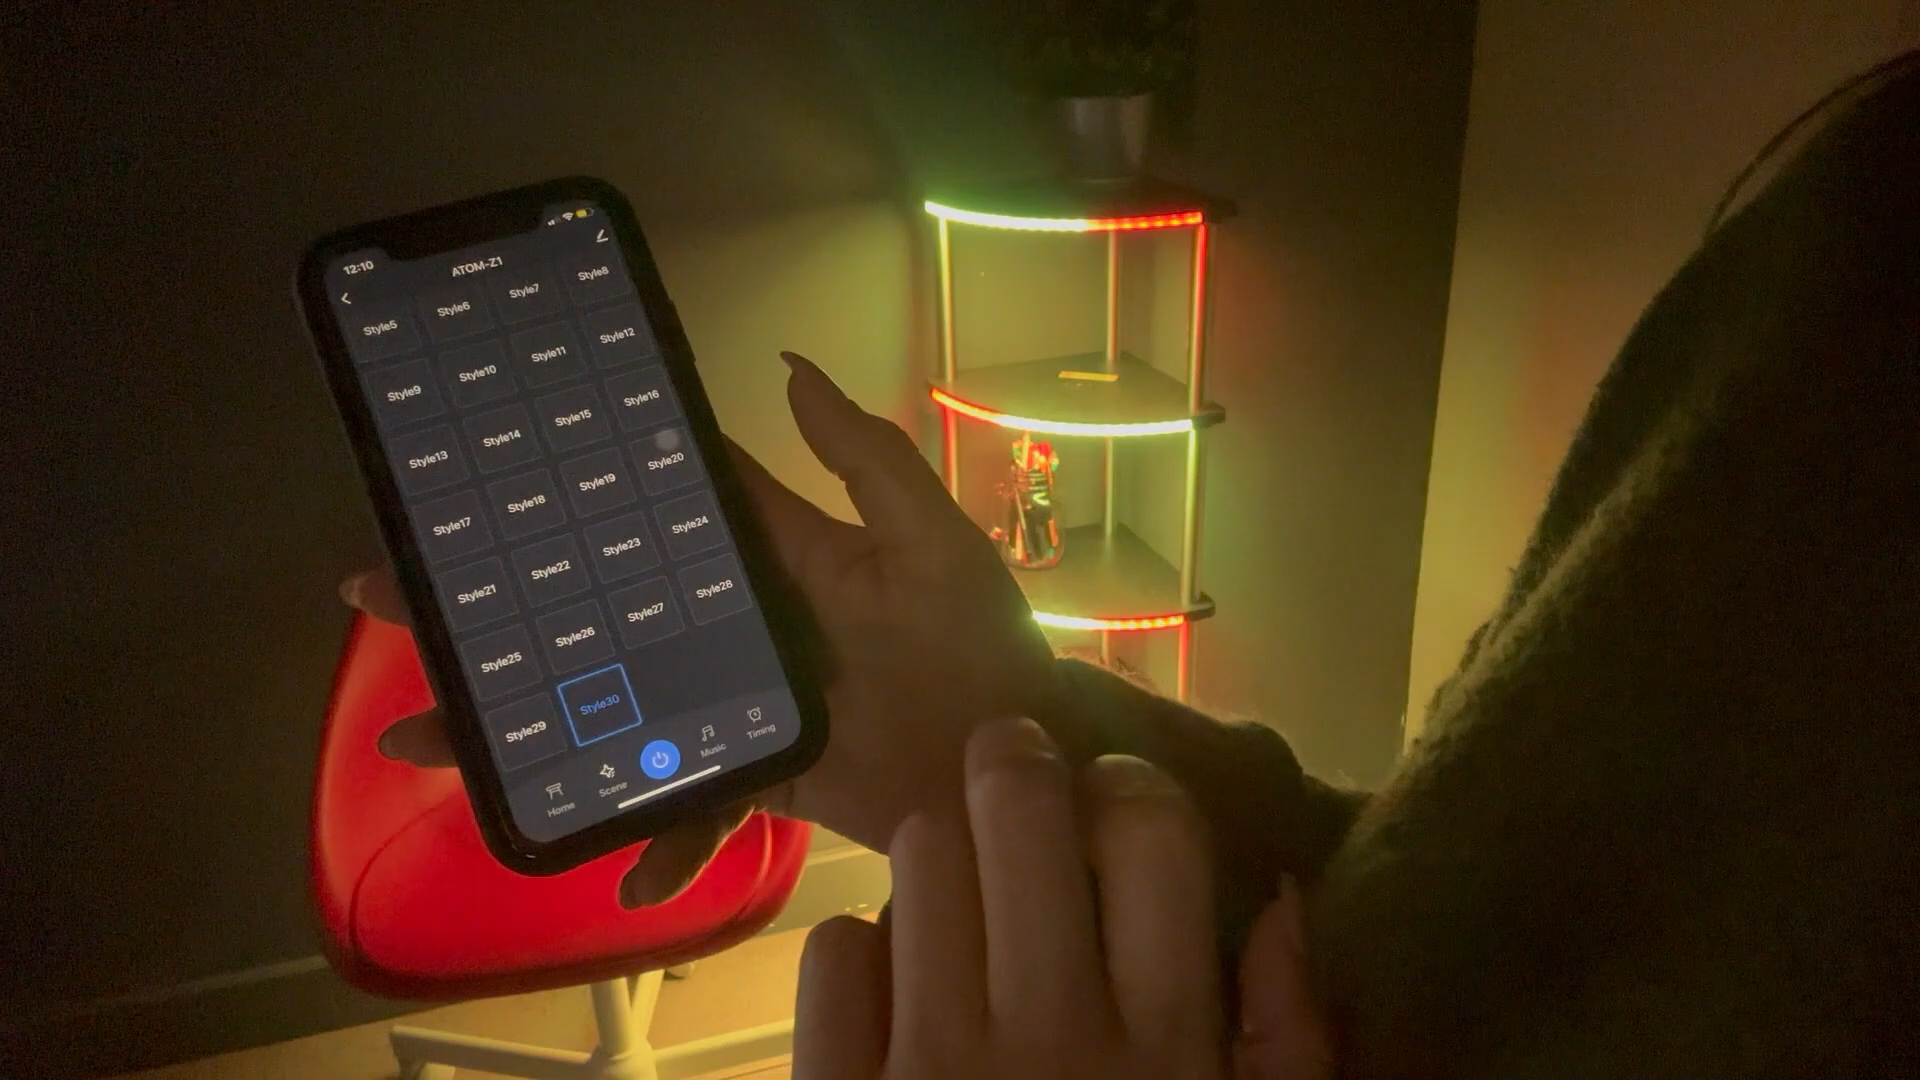 12:10
ATOM-Z1
Style5 Style6 Style7 Style8
Style9 Style10 Style11 Style12
Style13 Style14 Style15 Style16
Style17 Style18 Style19 Style20
Style21 Style22 Style23 Style24
Style25 Style26 Style27 Style28
Style29 Style30
Home Scene Music Timing